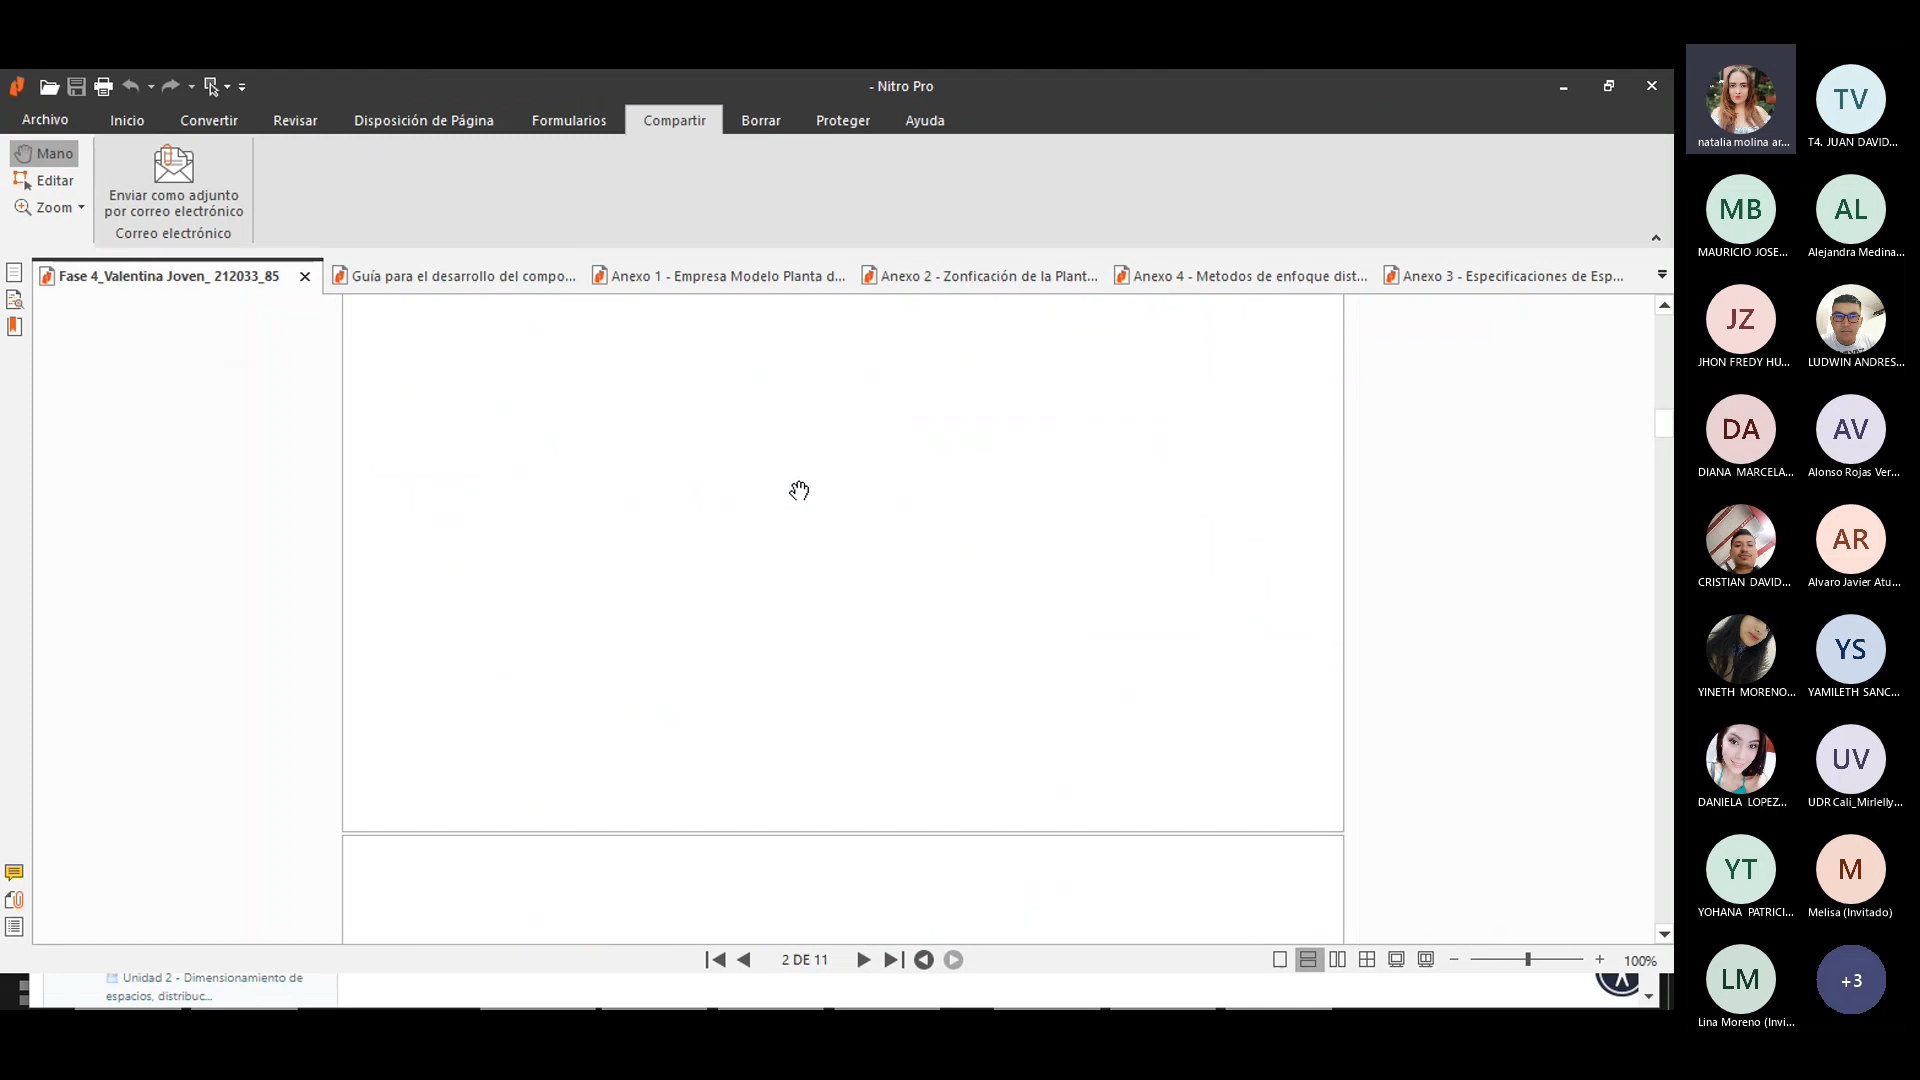 - Nitro Pro
Archivo
Inicio
Convertir
Revisar
Disposición de Página
Formularios
Compartir
Borrar
Proteger
Ayuda
Mano
Editar
Zoom
Enviar como adjunto
por correo electrónico
Correo electrónico
Fase 4_Valentina Joven_ 212033_85
Guía para el desarrollo del compo...
Anexo 1 - Empresa Modelo Planta d...
Anexo 2 - Zonficación de la Plant...
Anexo 4 - Metodos de enfoque dist...
Anexo 3 - Especificaciones de Esp...
2 DE 11
100%
Unidad 2 - Dimensionamiento de
espacios, distribuc...
natalia molina ar...
TV
T4. JUAN DAVID...
MB
MAURICIO JOSE...
AL
Alejandra Medina...
JZ
JHON FREDY HU...
LUDWIN ANDRES...
DA
DIANA MARCELA...
AV
Alonso Rojas Ver...
CRISTIAN DAVID...
AR
Alvaro Javier Atu...
YINETH MORENO...
YS
YAMILETH SANC...
DANIELA LOPEZ...
UV
UDR Cali_Mirlelly...
YT
YOHANA PATRICI...
M
Melisa (Invitado)
LM
Lina Moreno (Invi...
+3